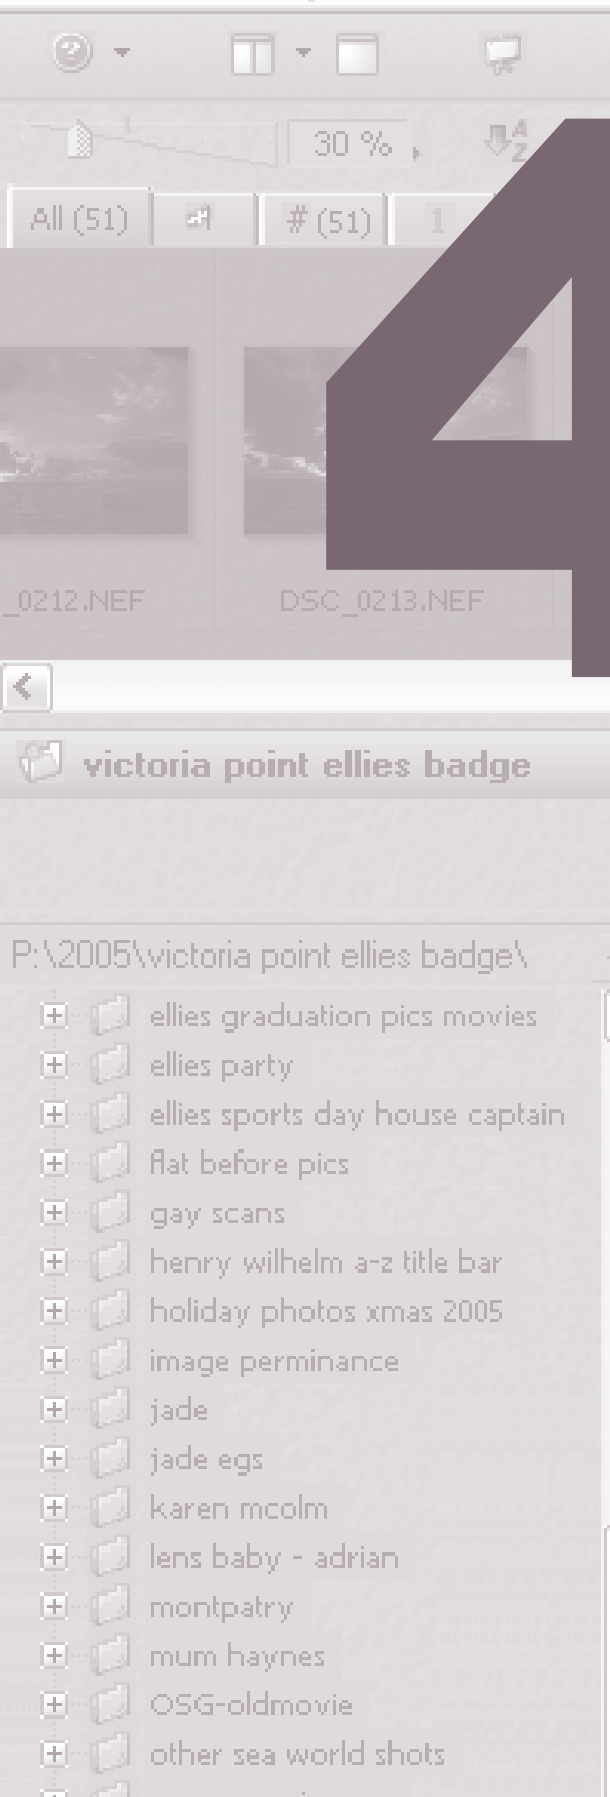 30 %
A
Z
All (51)
# (51)
1
4
_0212.NEF
DSC_0213.NEF
victoria point ellies badge
P:\2005\victoria point ellies badge\
ellies graduation pics movies
ellies party
ellies sports day house captain
flat before pics
gay scans
henry wilhelm a-z title bar
holiday photos xmas 2005
image perminance
jade
jade egs
karen mcolm
lens baby - adrian
montpatry
mum haynes
OSG-oldmovie
other sea world shots